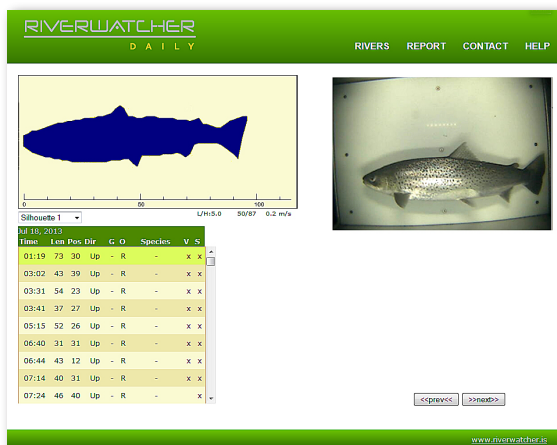 RIVERWATCHER
DAILY
RIVERS REPORT CONTACT HELP
0 50 100
L/H:5.0 50/87 0.2 m/s
Silhouette 1
Jul 18, 2013
Time Len Pos Dir G O Species V S
01:19 73 30 Up - R - x x
03:02 43 39 Up - R - x x
03:31 54 23 Up - R - x x
03:41 37 27 Up - R - x x
05:15 52 26 Up - R - x x
06:40 31 31 Up - R - x x
06:44 43 12 Up - R - x x
07:14 40 31 Up - R - x x
07:24 46 40 Up - R - x
<<prev<< >>next>>
www.riverwatcher.is